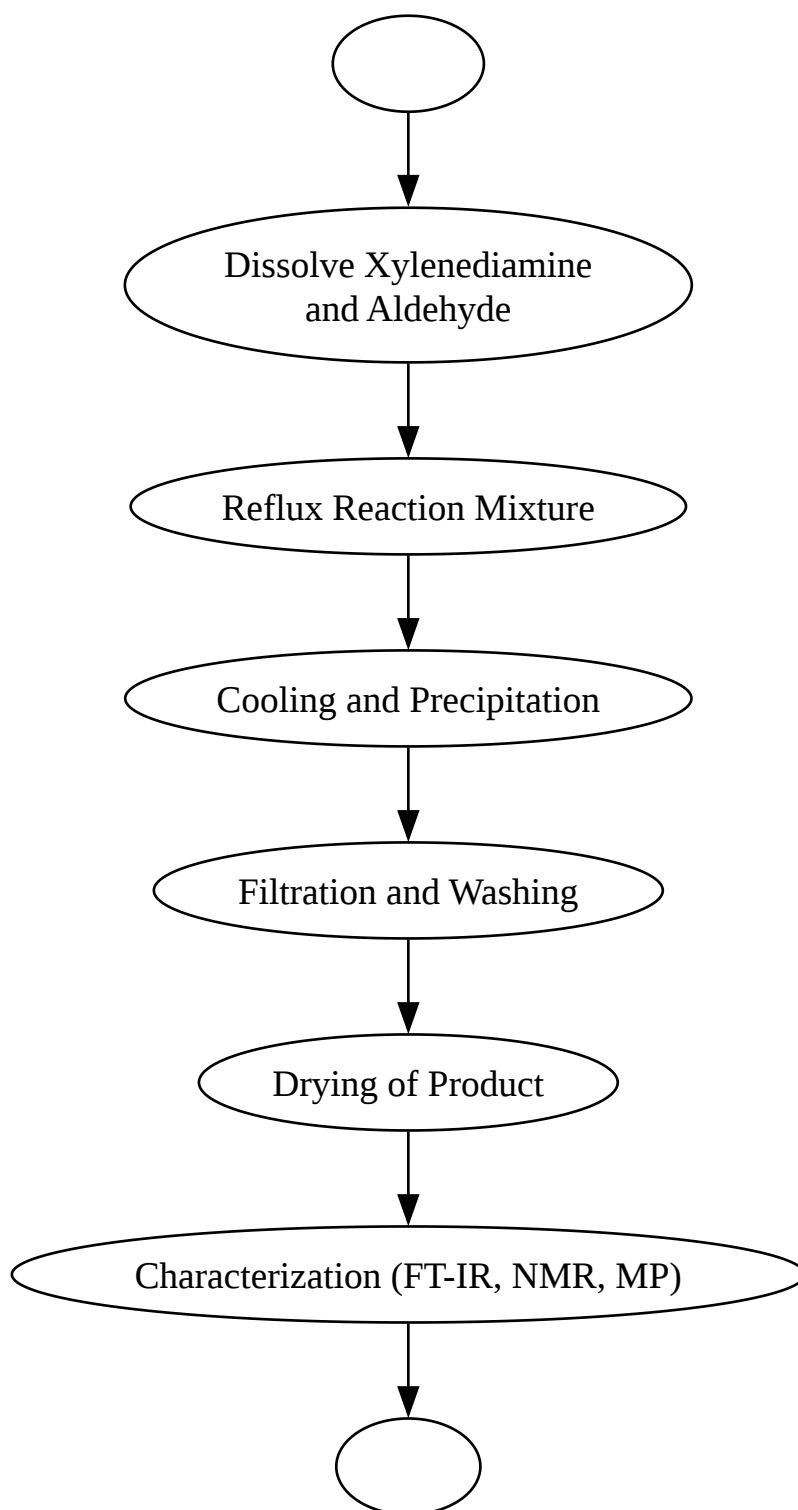 Dissolve Xylenediamine
and Aldehyde
Reflux Reaction Mixture
Cooling and Precipitation
Filtration and Washing
Drying of Product
Characterization (FT-IR, NMR, MP)